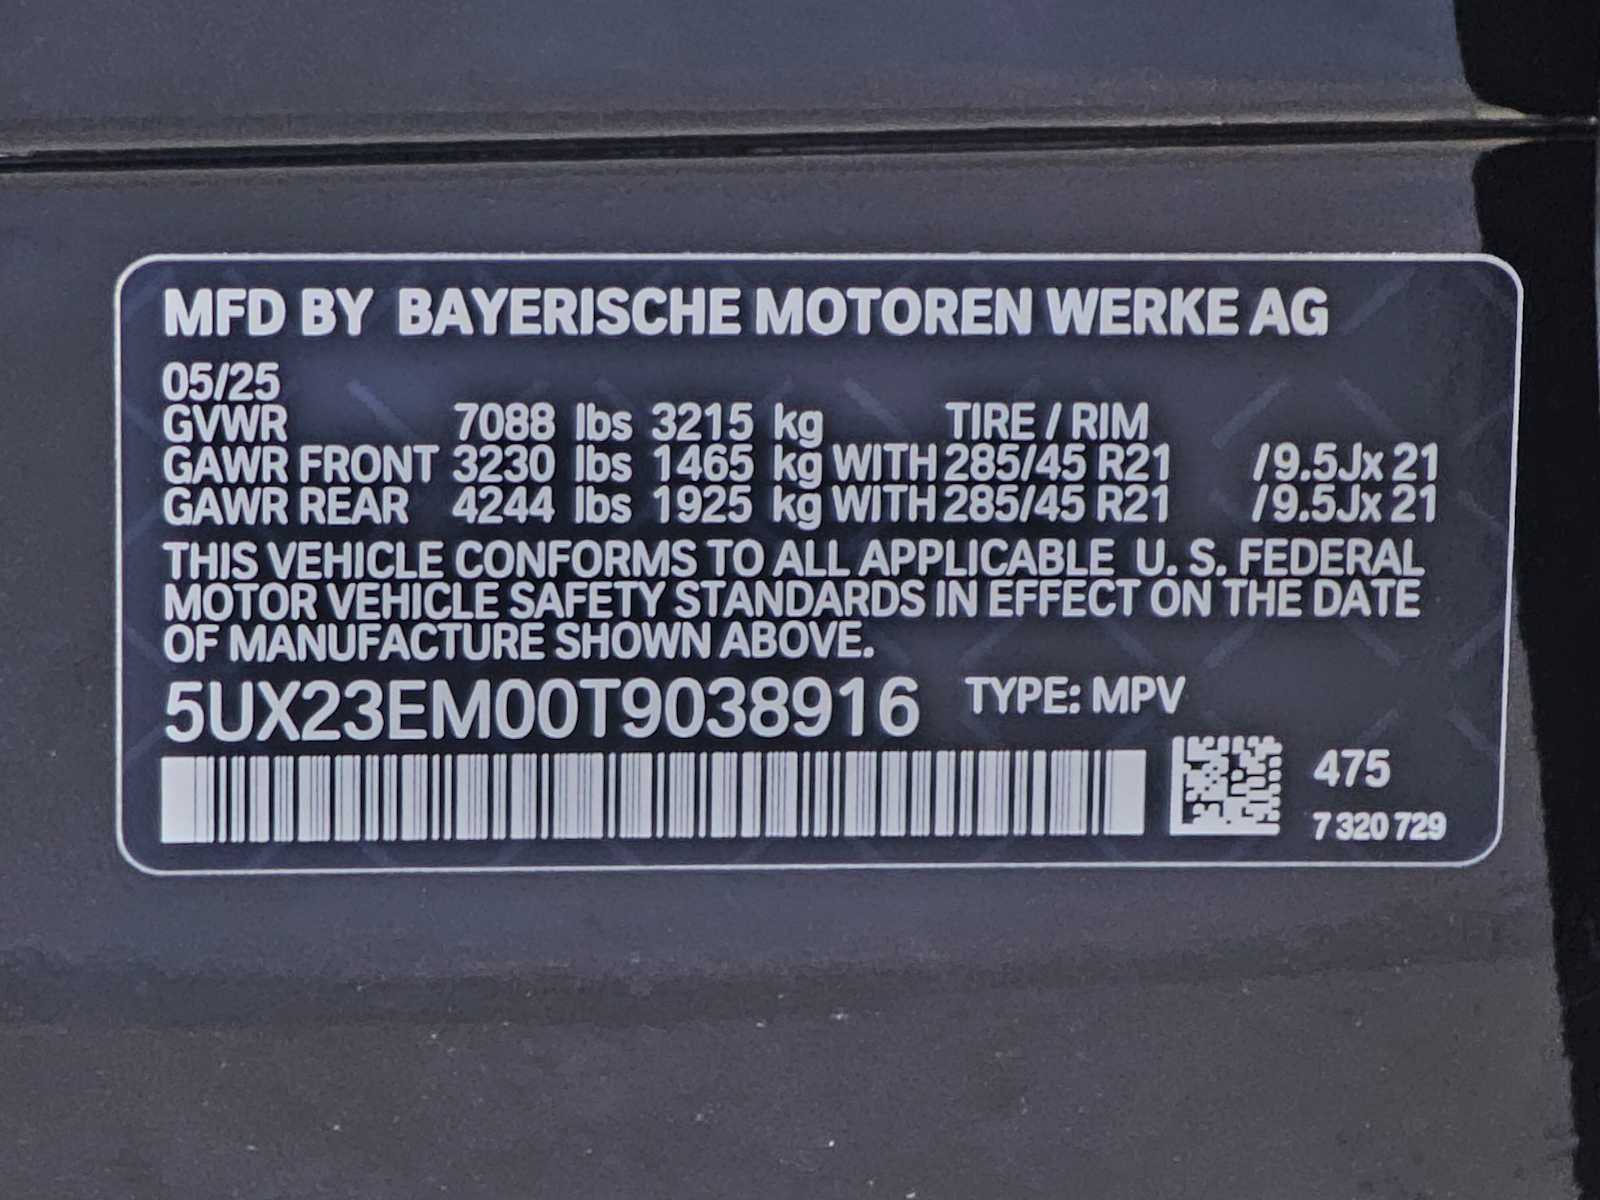 MFD BY BAYERISCHE MOTOREN WERKE AG
05/25
GVWR 7088 lbs 3215 kg TIRE / RIM
GAWR FRONT 3230 lbs 1465 kg WITH 285/45 R21 /9.5Jx 21
GAWR REAR 4244 lbs 1925 kg WITH 285/45 R21 /9.5Jx 21
THIS VEHICLE CONFORMS TO ALL APPLICABLE U. S. FEDERAL
MOTOR VEHICLE SAFETY STANDARDS IN EFFECT ON THE DATE
OF MANUFACTURE SHOWN ABOVE.
5UX23EM00T9038916 TYPE: MPV
475
7 320 729